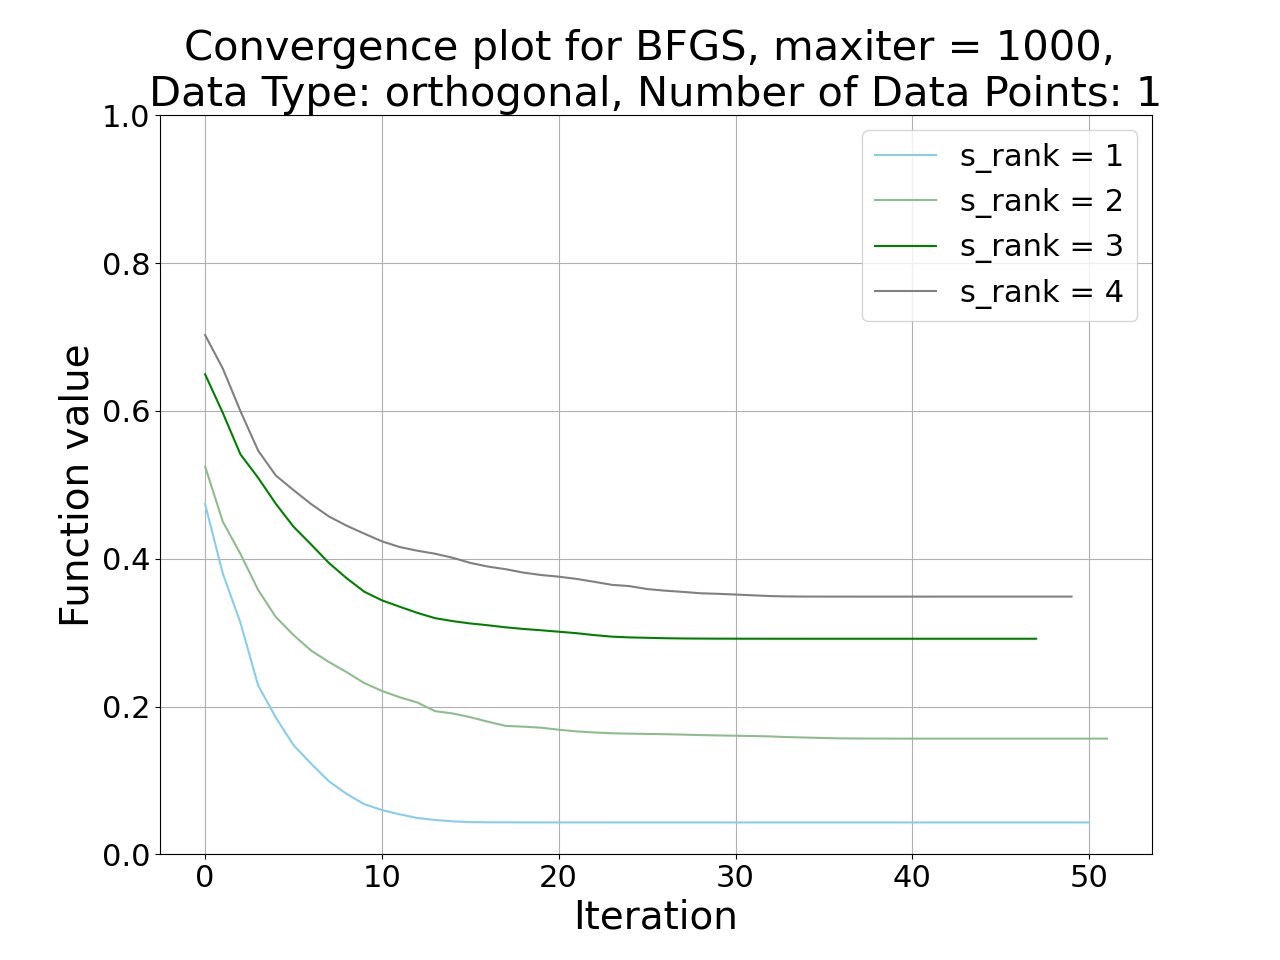 Convergence plot for BFGS, maxiter = 1000,
Data Type: orthogonal, Number of Data Points: 1
1.0
0.8
0.6
0.4
0.2
0.0
Function value
s_rank = 1
s_rank = 2
s_rank = 3
s_rank = 4
0 10 20 30 40 50
Iteration